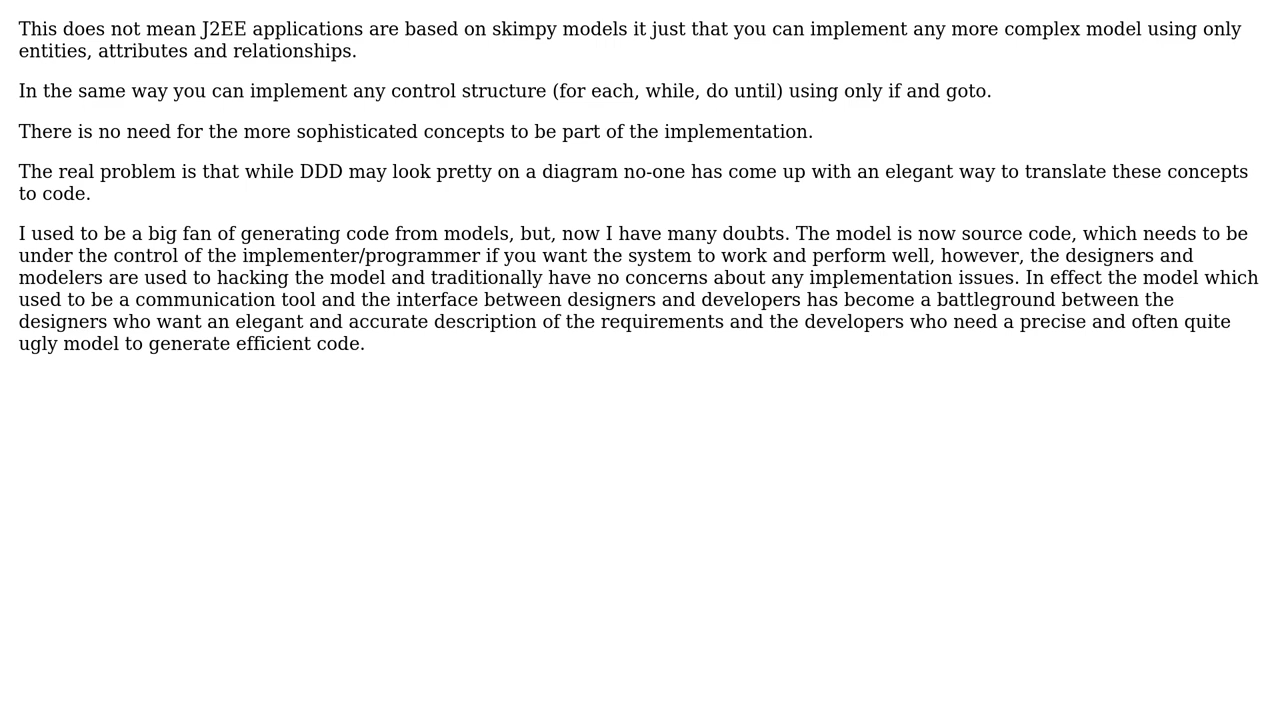 This does not mean J2EE applications are based on skimpy models it just that you can implement any more complex model using only
entities, attributes and relationships.
In the same way you can implement any control structure (for each, while, do until) using only if and goto.
There is no need for the more sophisticated concepts to be part of the implementation.
The real problem is that while DDD may look pretty on a diagram no-one has come up with an elegant way to translate these concepts
to code.
I used to be a big fan of generating code from models, but, now I have many doubts. The model is now source code, which needs to be
under the control of the implementer/programmer if you want the system to work and perform well, however, the designers and
modelers are used to hacking the model and traditionally have no concerns about any implementation issues. In effect the model which
used to be a communication tool and the interface between designers and developers has become a battleground between the
designers who want an elegant and accurate description of the requirements and the developers who need a precise and often quite
ugly model to generate efficient code.